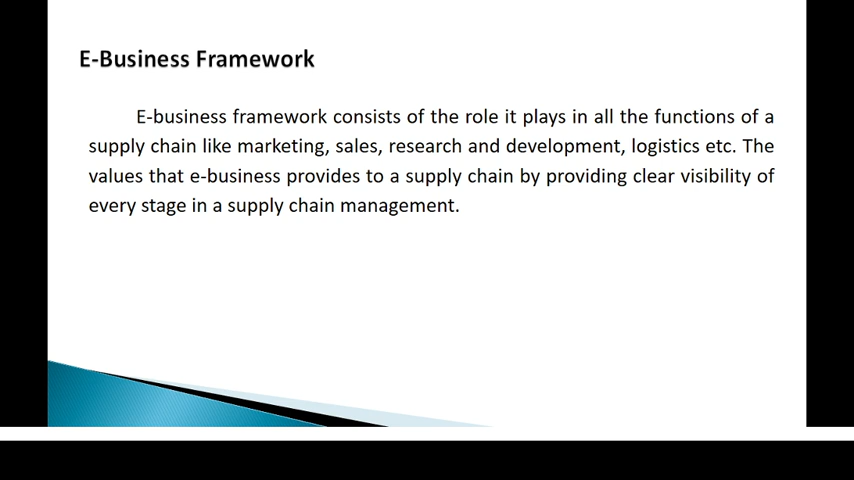 E-Business Framework
E-business framework consists of the role it plays in all the functions of a
supply chain like marketing, sales, research and development, logistics etc. The
values that e-business provides to a supply chain by providing clear visibility of
every stage in a supply chain management.